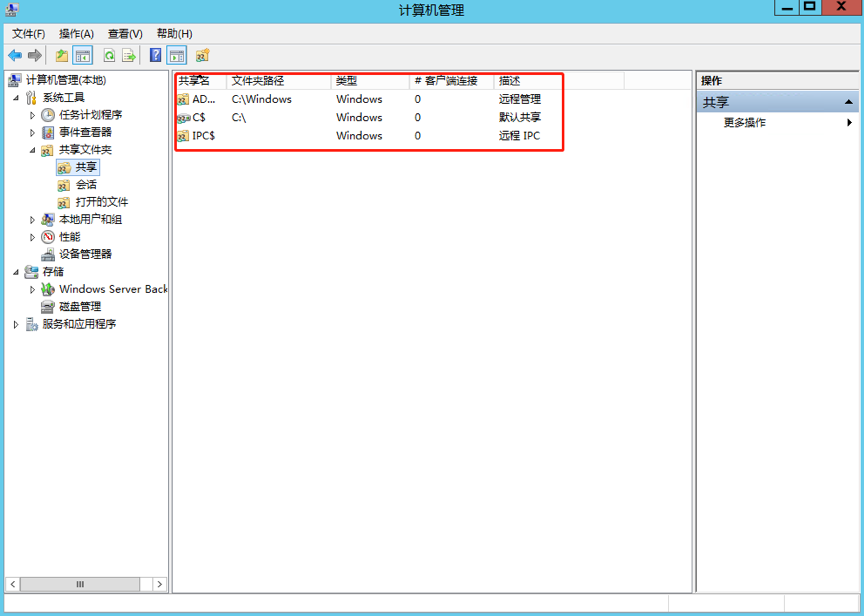 计算机管理
文件(F) 操作(A) 查看(V) 帮助(H)
计算机管理(本地)
系统工具
任务计划程序
事件查看器
共享文件夹
共享
会话
打开的文件
本地用户和组
性能
设备管理器
存储
Windows Server Back
磁盘管理
服务和应用程序
共享名 文件夹路径 类型 # 客户端连接 描述
AD... C:\Windows Windows 0 远程管理
C$ C:\ Windows 0 默认共享
IPC$ Windows 0 远程 IPC
操作
共享
更多操作